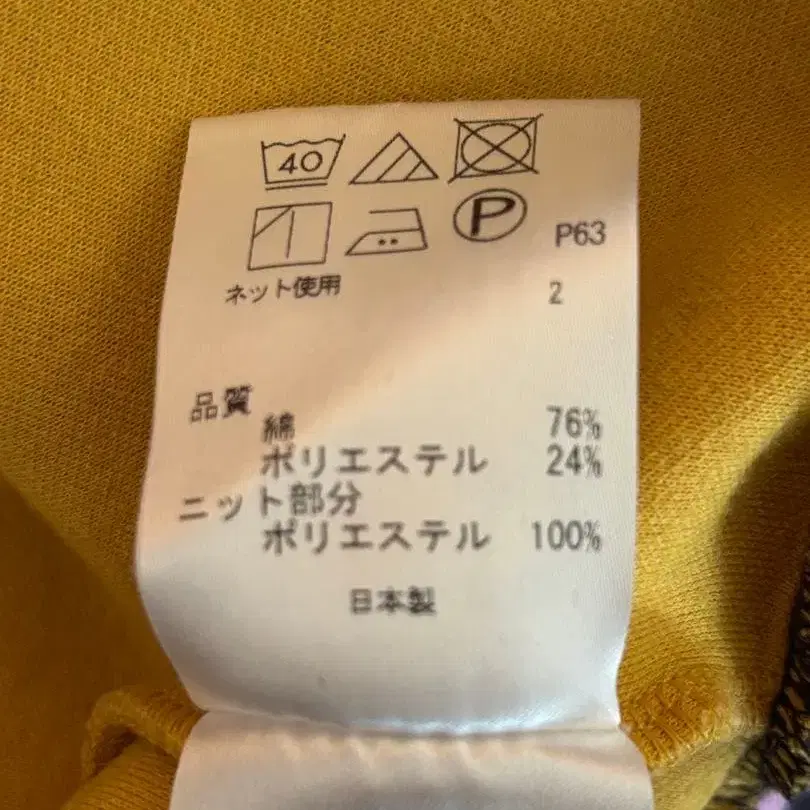 40
P
P63
ネット使用 2
品質
綿 76%
ポリエステル 24%
ニット部分
ポリエステル 100%
日本製